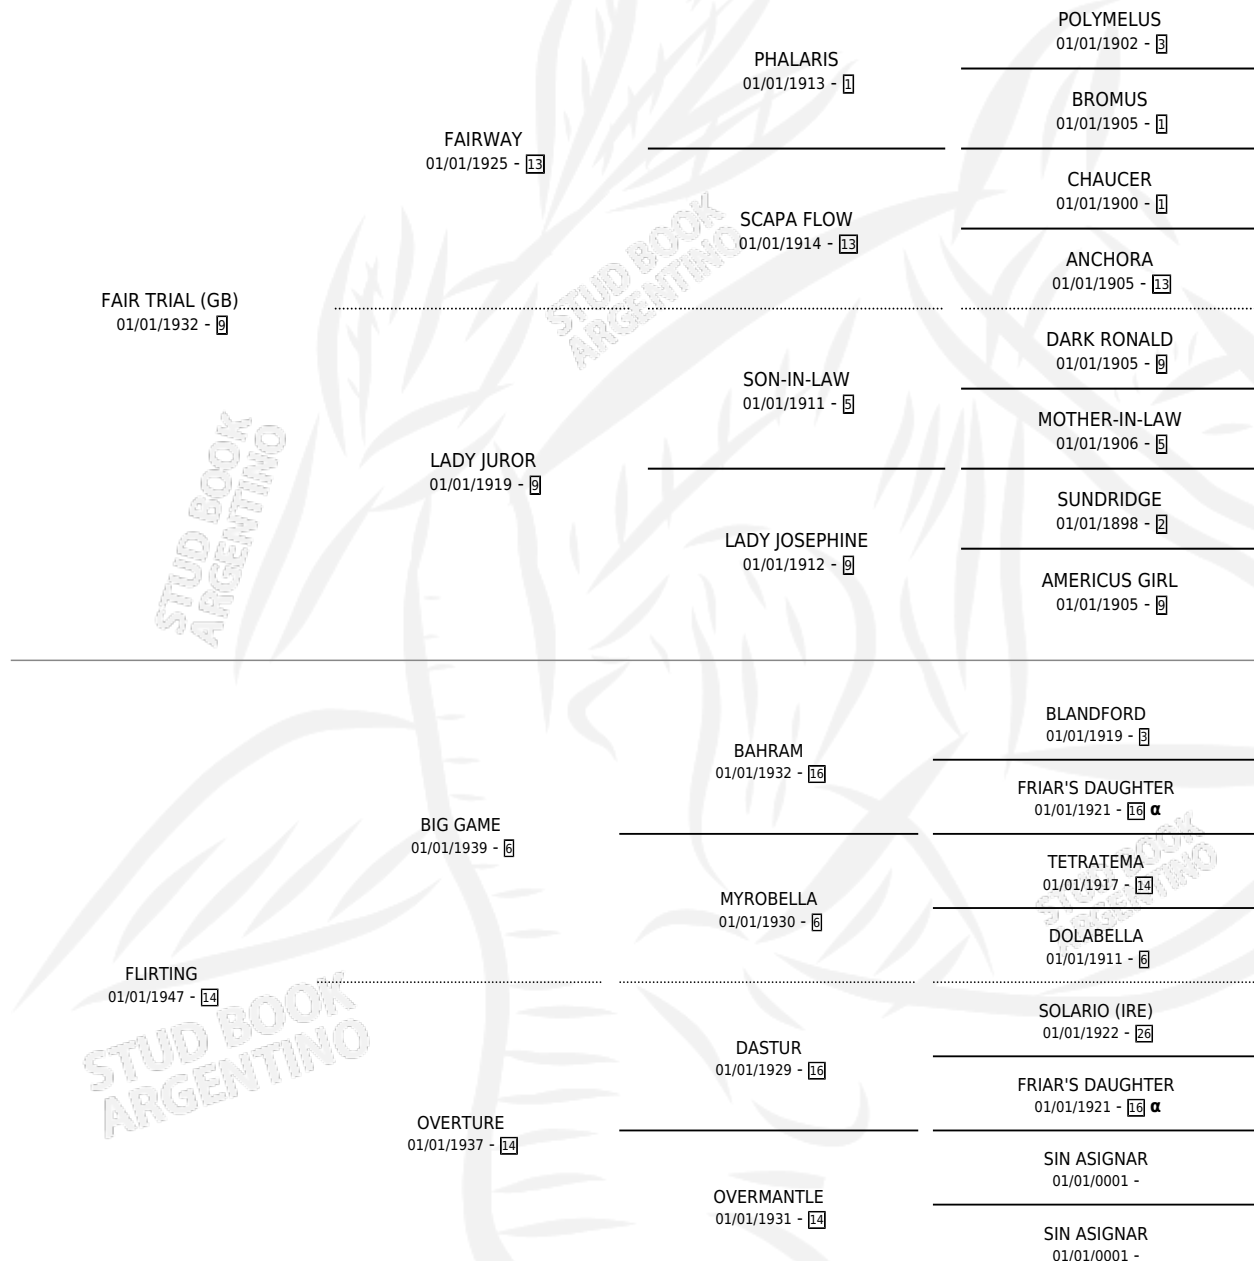 POLYMELUS
01/01/1902 - 3
PHALARIS
01/01/1913 - 1
BROMUS
01/01/1905 - 1
FAIRWAY
01/01/1925 - 13
CHAUCER
01/01/1900 - 1
SCAPA FLOW
01/01/1914 - 13
ANCHORA
01/01/1905 - 13
FAIR TRIAL (GB)
01/01/1932 - 9
DARK RONALD
01/01/1905 - 9
SON-IN-LAW
01/01/1911 - 5
MOTHER-IN-LAW
01/01/1906 - 5
LADY JUROR
01/01/1919 - 9
SUNDRIDGE
01/01/1898 - 2
LADY JOSEPHINE
01/01/1912 - 9
AMERICUS GIRL
01/01/1905 - 9
BLANDFORD
01/01/1919 - 3
BAHRAM
01/01/1932 - 16
FRIAR'S DAUGHTER
01/01/1921 - 16 α
BIG GAME
01/01/1939 - 6
TETRATEMA
01/01/1917 - 14
MYROBELLA
01/01/1930 - 6
DOLABELLA
01/01/1911 - 6
FLIRTING
01/01/1947 - 14
SOLARIO (IRE)
01/01/1922 - 26
DASTUR
01/01/1929 - 16
FRIAR'S DAUGHTER
01/01/1921 - 16 α
OVERTURE
01/01/1937 - 14
SIN ASIGNAR
01/01/0001 -
OVERMANTLE
01/01/1931 - 14
SIN ASIGNAR
01/01/0001 -
STUD BOOK
ARGENTINO
STUD BOOK
ARGENTINO
STUD BOOK
ARGENTINO
STUD BOOK
ARGENTINO